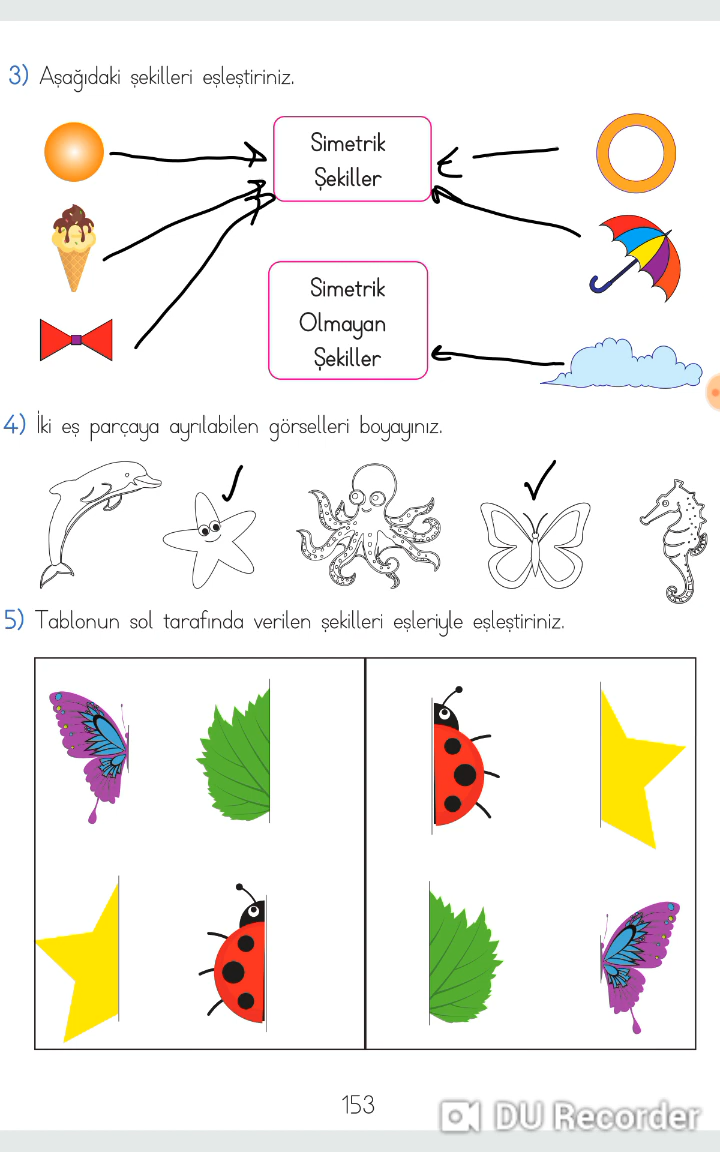 3) Aşağıdaki şekilleri eşleştiriniz.
Simetrik
Şekiller
Simetrik
Olmayan
Şekiller
4) İki eş parçaya ayrılabilen görselleri boyayınız.
5) Tablonun sol tarafında verilen şekilleri eşleriyle eşleştiriniz.
153
DU Recorder